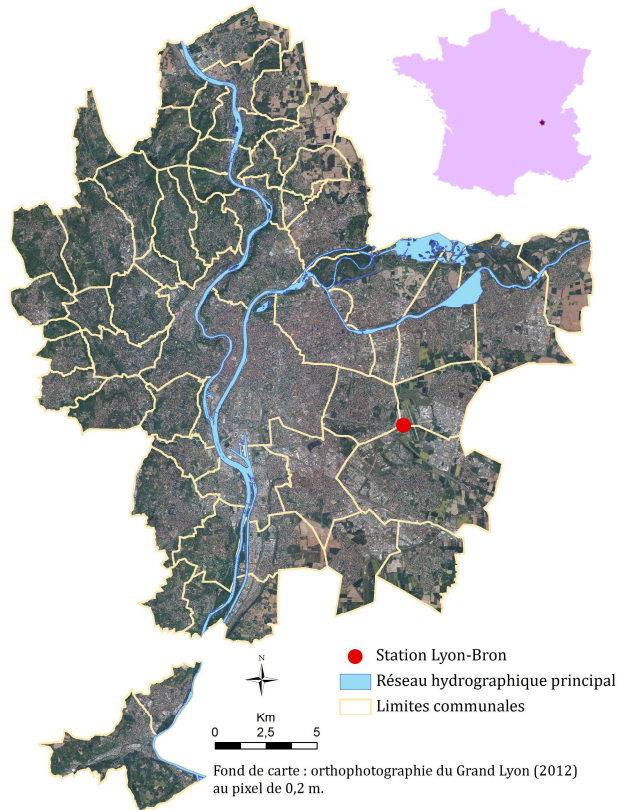 Station Lyon-Bron
Réseau hydrographique principal
Limites communales
N
Km
0 2,5 5
Fond de carte : orthophotographie du Grand Lyon (2012)
au pixel de 0,2 m.